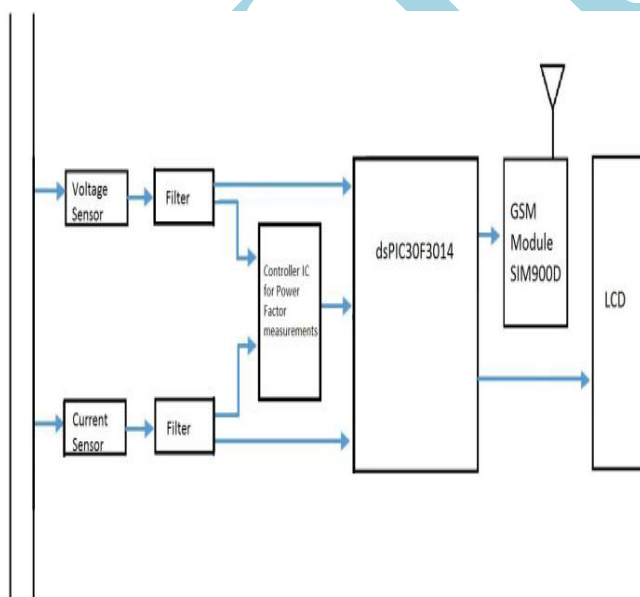 Voltage
Sensor
Filter
Controller IC
for Power
Factor
measurements
Current
Sensor
Filter
dsPIC30F3014
GSM
Module
SIM900D
LCD